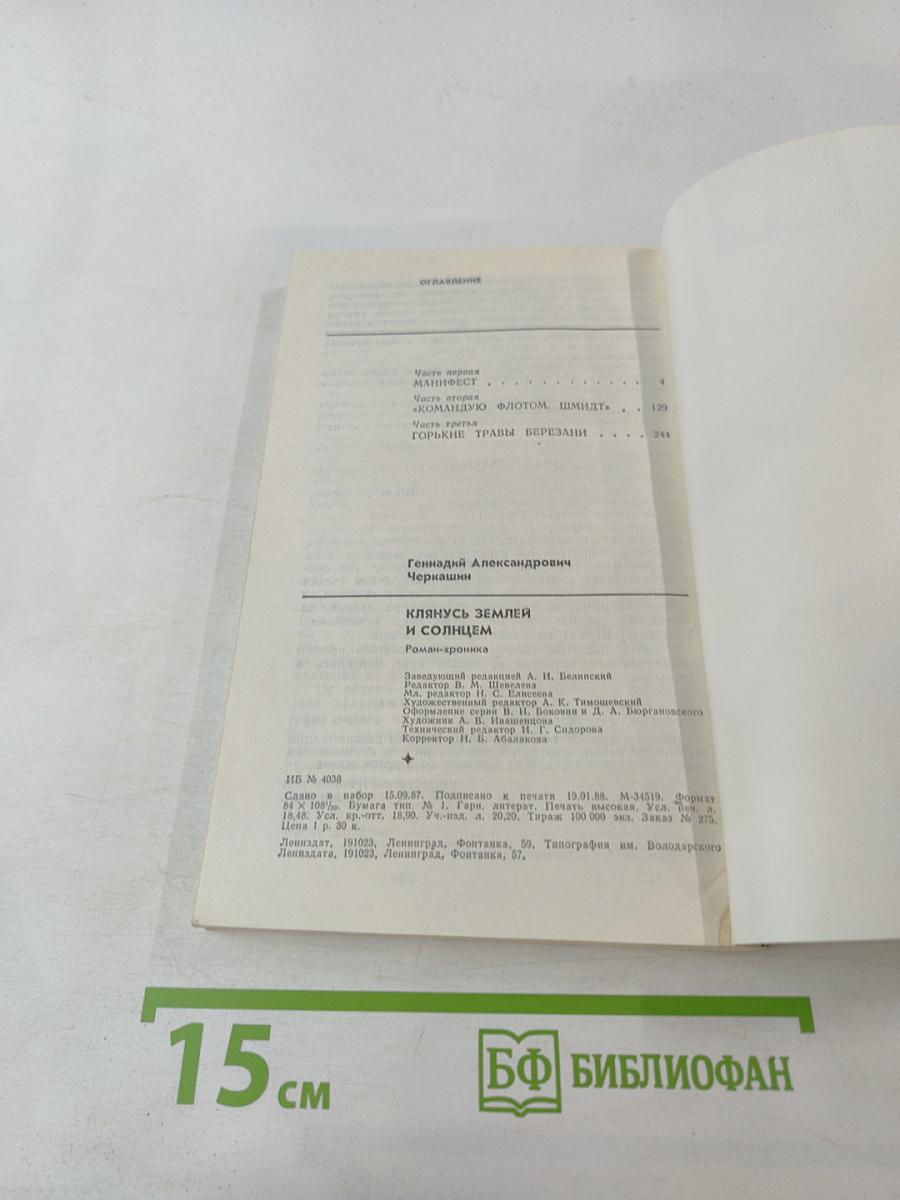 ОГЛАВЛЕНИЕ
Часть первая
МАНИФЕСТ . . . . . . . . . . . 4
Часть вторая
«КОМАНДУЮ ФЛОТОМ. ШМИДТ» . . 129
Часть третья
ГОРЬКИЕ ТРАВЫ БЕРЕЗАНИ . . . . 244
Геннадий Александрович
Черкашин
КЛЯНУСЬ ЗЕМЛЕЙ
И СОЛНЦЕМ
Роман-хроника
Заведующий редакцией А. И. Белинский
Редактор В. М. Шевелева
Мл. редактор Н. С. Елисеева
Художественный редактор А. К. Тимошевский
Оформление серии В. И. Коковин и Д. А. Бюргановского
Художник А. В. Ивашенцова
Технический редактор И. Г. Сидорова
Корректор Н. Б. Абалакова
ИБ № 4038
Сдано в набор 15.09.87. Подписано к печати 19.01.88. М-34519. Формат
84 × 108¹/₃₂. Бумага тип. № 1. Гарн. литерат. Печать высокая. Усл. печ. л.
18,48. Усл. кр.-отт. 18,90. Уч.-изд. л. 20,20. Тираж 100 000 экз. Заказ № 275.
Цена 1 р. 30 к.
Лениздат, 191023, Ленинград, Фонтанка, 59. Типография им. Володарского
Лениздата, 191023, Ленинград, Фонтанка, 57.
15 см
БФ БИБЛИОФАН